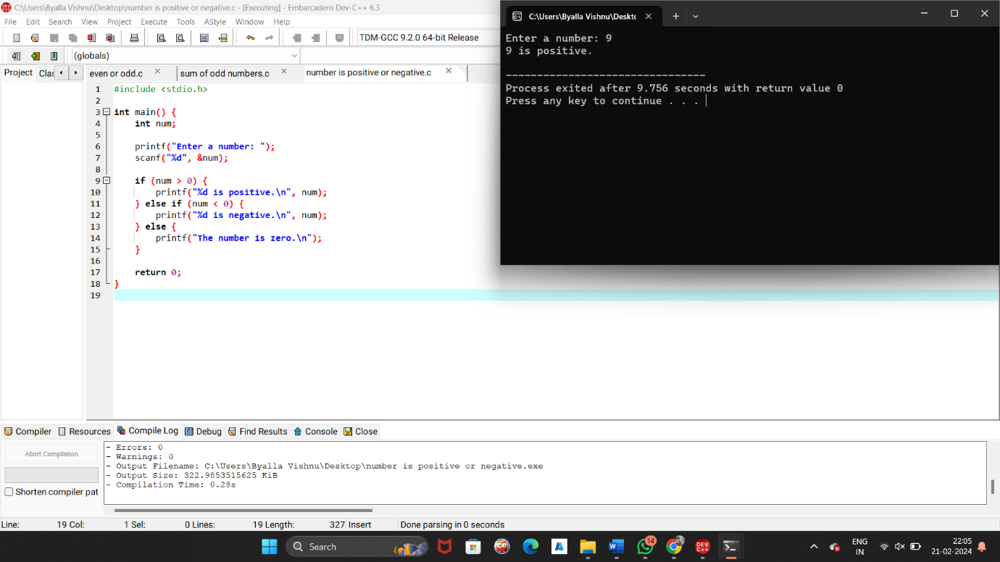 C:\Users\Byalla Vishnu\Desktop\number is positive or negative.c - [Executing] - Embarcadero Dev-C++ 6.3
File Edit Search View Project Execute Tools AStyle Window Help
TDM-GCC 9.2.0 64-bit Release
(globals)
Project Clas
even or odd.c sum of odd numbers.c number is positive or negative.c
1 #include <stdio.h>
2
3 int main() {
4 int num;
5
6 printf("Enter a number: ");
7 scanf("%d", &num);
8
9 if (num > 0) {
10 printf("%d is positive.\n", num);
11 } else if (num < 0) {
12 printf("%d is negative.\n", num);
13 } else {
14 printf("The number is zero.\n");
15 }
16
17 return 0;
18 }
19
C:\Users\Byalla Vishnu\Deskt
Enter a number: 9
9 is positive.
--------------------------------
Process exited after 9.756 seconds with return value 0
Press any key to continue . . .
Compiler Resources Compile Log Debug Find Results Console Close
Abort Compilation
Shorten compiler pat
- Errors: 0
- Warnings: 0
- Output Filename: C:\Users\Byalla Vishnu\Desktop\number is positive or negative.exe
- Output Size: 322.9853515625 KiB
- Compilation Time: 0.28s
Line: 19 Col: 1 Sel: 0 Lines: 19 Length: 327 Insert Done parsing in 0 seconds
Search
14
DEV C++
ENG
IN
22:05
21-02-2024